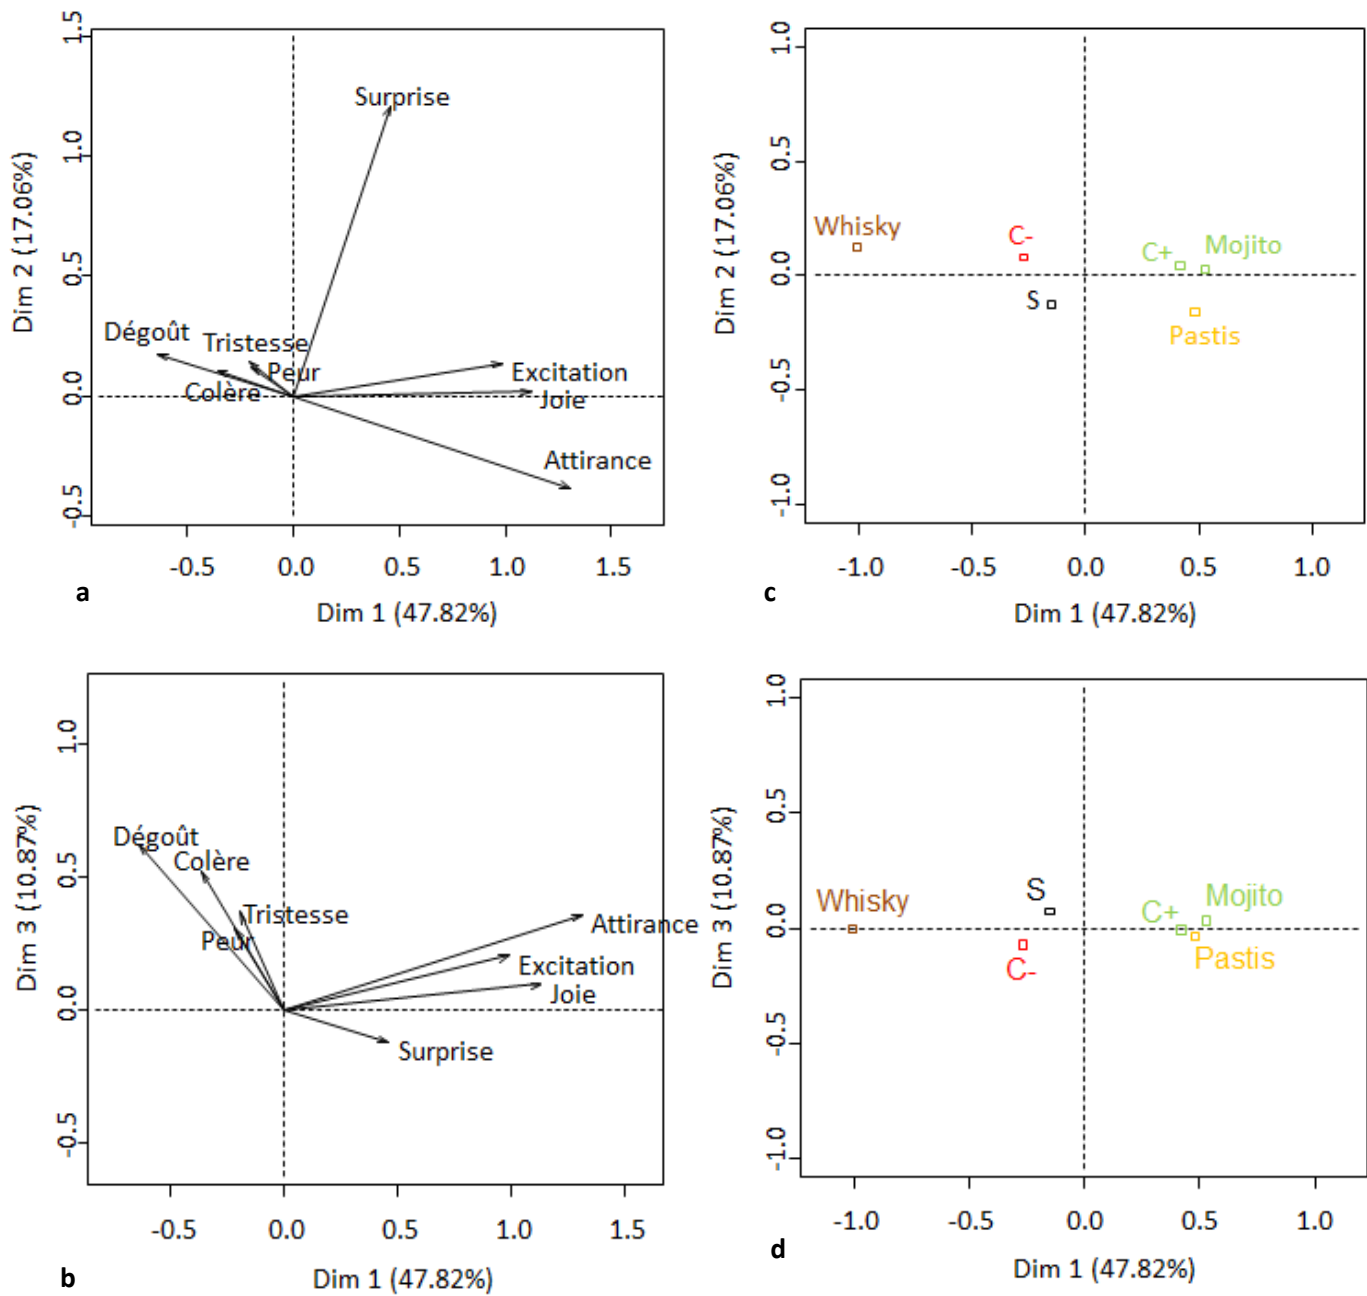 1.5
1.0
0.5
0.0
-0.5
Dim 2 (17.06%)
Surprise
Dégoût
Tristesse
Peur
Colère
Excitation
Joie
Attirance
-0.5 0.0 0.5 1.0 1.5
a
Dim 1 (47.82%)
1.0
0.5
0.0
-0.5
-1.0
Dim 2 (17.06%)
Whisky
C-
S
C+
Mojito
Pastis
-1.0 -0.5 0.0 0.5 1.0
c
Dim 1 (47.82%)
1.0
0.5
0.0
-0.5
Dim 3 (10.87%)
Dégoût
Colère
Tristesse
Peur
Attirance
Excitation
Joie
Surprise
-0.5 0.0 0.5 1.0 1.5
b
Dim 1 (47.82%)
1.0
0.5
0.0
-0.5
-1.0
Dim 3 (10.87%)
Whisky
S
C-
C+
Mojito
Pastis
-1.0 -0.5 0.0 0.5 1.0
d
Dim 1 (47.82%)